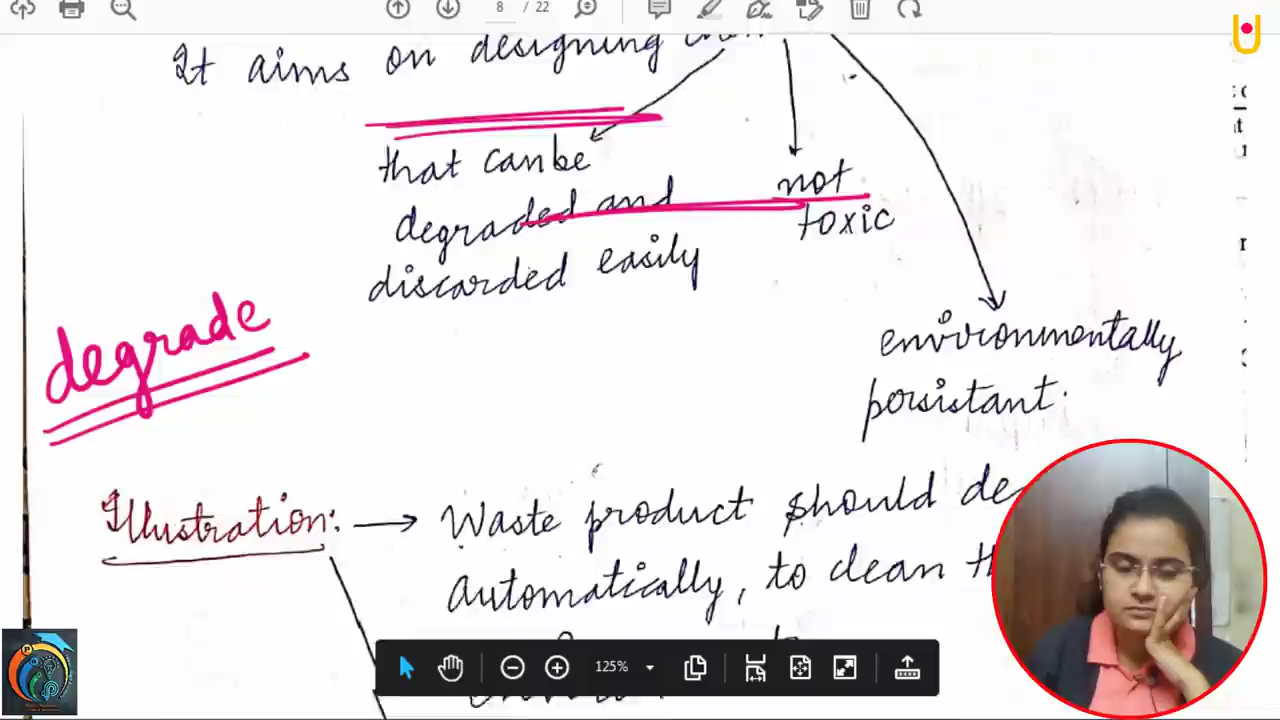 8 / 22
It aims on designing
that can be
degraded and
discarded easily
not
toxic
environmentally
persistant.
degrade
Illustration: → Waste product should de
automatically, to clean th
125%